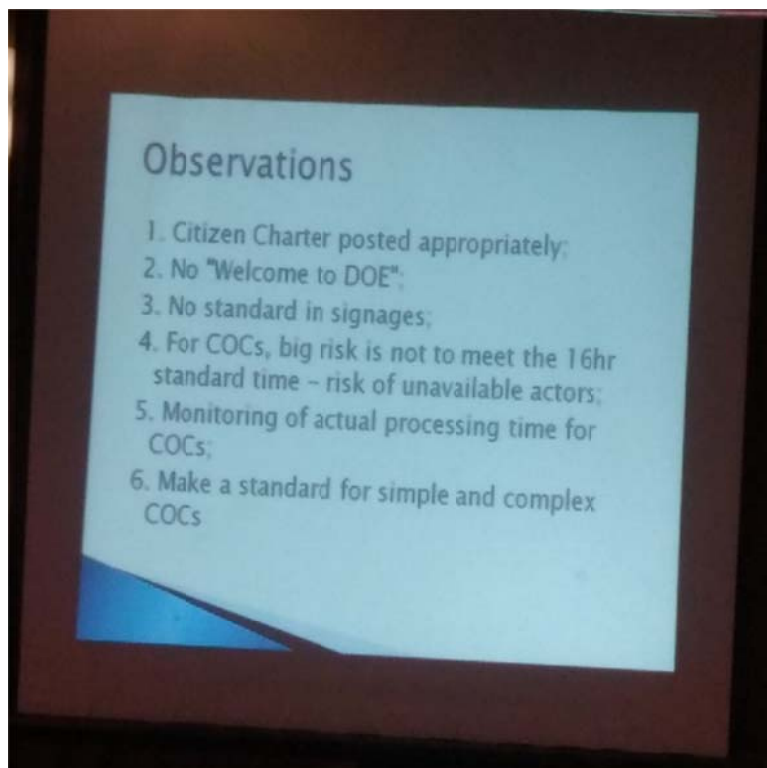 Observations
1. Citizen Charter posted appropriately;
2. No "Welcome to DOE";
3. No standard in signages;
4. For COCs, big risk is not to meet the 16hr
standard time – risk of unavailable actors;
5. Monitoring of actual processing time for
COCs;
6. Make a standard for simple and complex
COCs